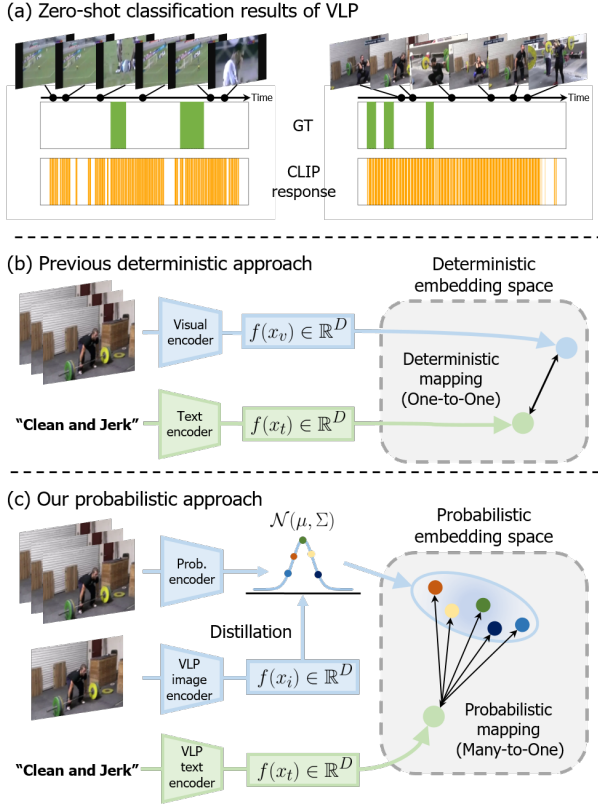 (a) Zero-shot classification results of VLP
Time
Time
GT
CLIP
response
(b) Previous deterministic approach
Deterministic
embedding space
Visual
encoder
f(x_v) ∈ ℝ^D
Deterministic
mapping
(One-to-One)
"Clean and Jerk"
Text
encoder
f(x_t) ∈ ℝ^D
(c) Our probabilistic approach
N(μ, Σ)
Probabilistic
embedding space
Prob.
encoder
Distillation
VLP
image
encoder
f(x_i) ∈ ℝ^D
Probabilistic
mapping
(Many-to-One)
"Clean and Jerk"
VLP
text
encoder
f(x_t) ∈ ℝ^D